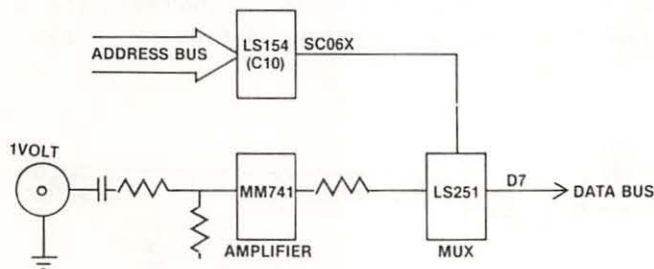 ADDRESS BUS
LS154
(C10)
SC06X
1VOLT
MM741
AMPLIFIER
LS251
MUX
D7
DATA BUS